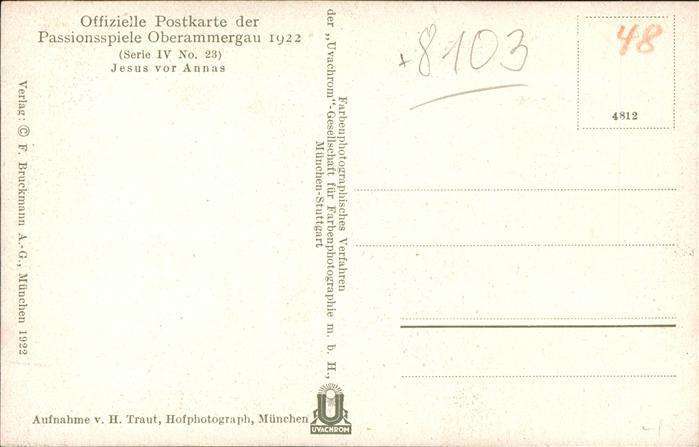 Offizielle Postkarte der
Passionsspiele Oberammergau 1922
(Serie IV No. 23)
Jesus vor Annas
Verlag: © F. Bruckmann A.-G., München 1922
Aufnahme v. H. Traut, Hofphotograph, München
Farbenphotographisches Verfahren
der „Uvachrom“-Gesellschaft für Farbenphotographie m. b. H.,
München-Stuttgart
UVACHROM
+8103
48
4812